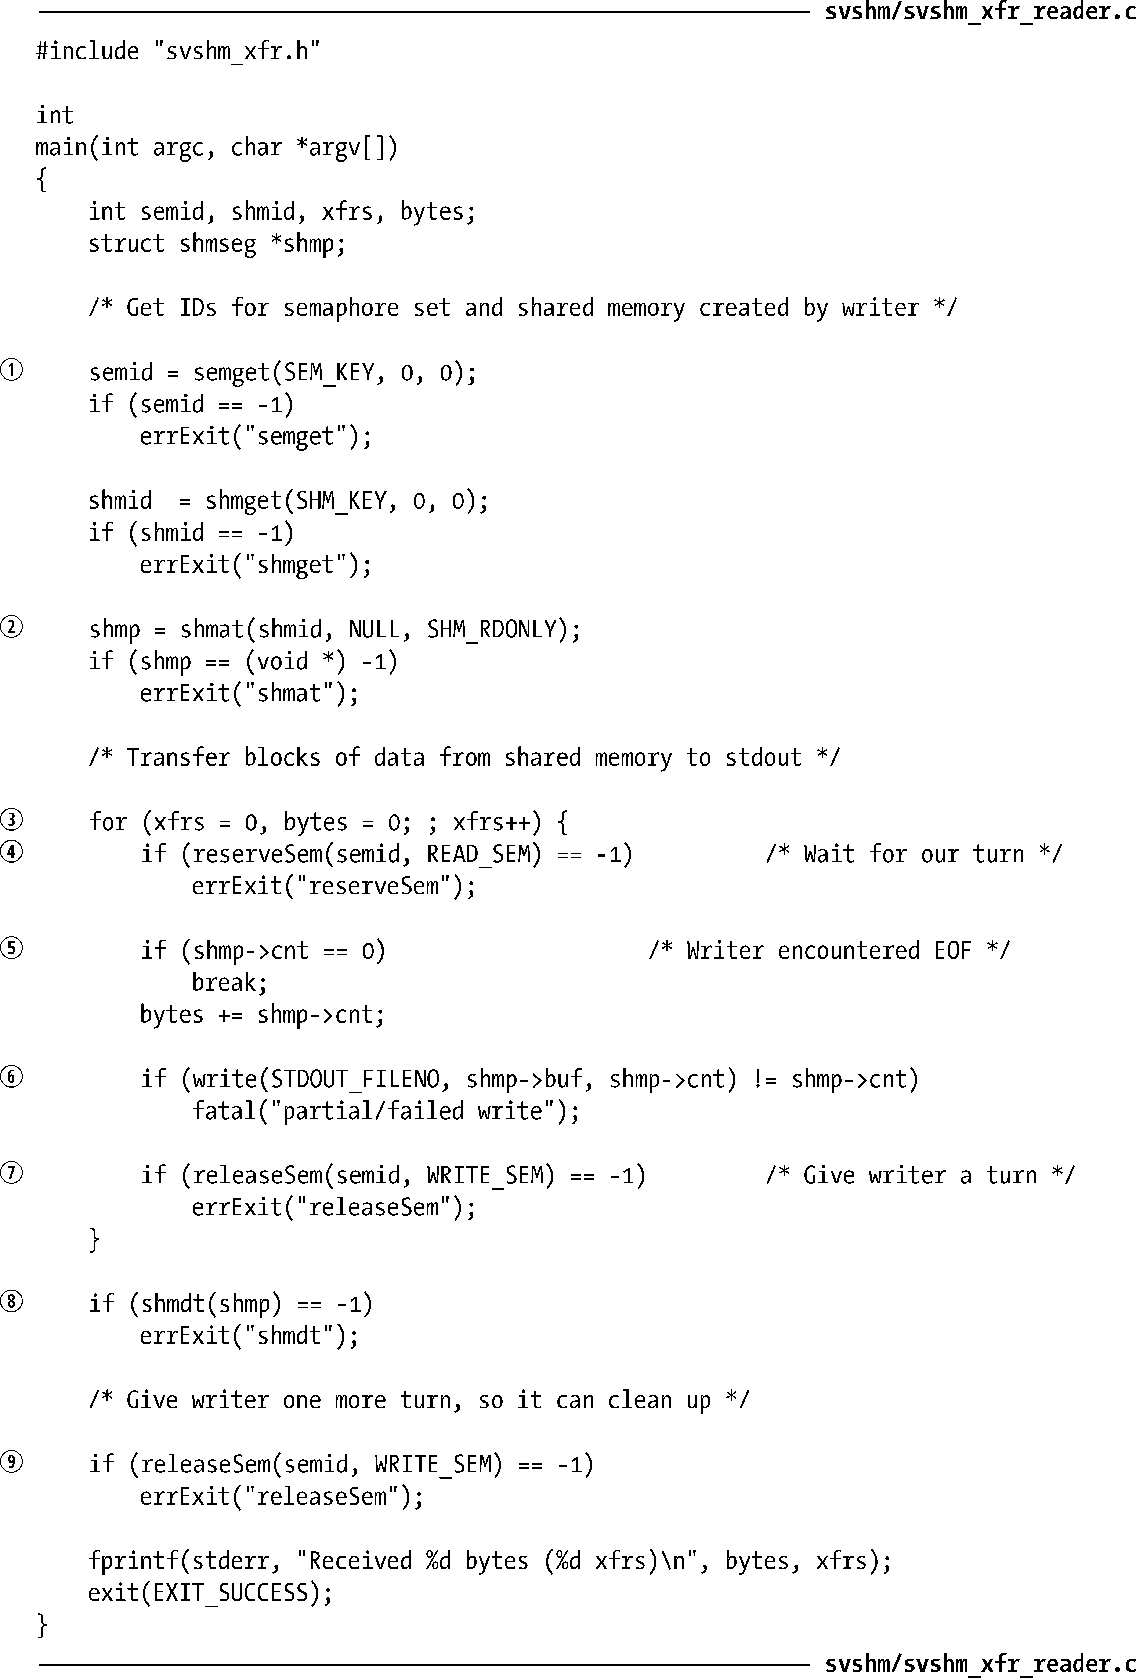 svshm/svshm_xfr_reader.c
#include "svshm_xfr.h"
int
main(int argc, char *argv[])
{
int semid, shmid, xfrs, bytes;
struct shmseg *shmp;
/* Get IDs for semaphore set and shared memory created by writer */
① semid = semget(SEM_KEY, 0, 0);
if (semid == -1)
errExit("semget");
shmid  = shmget(SHM_KEY, 0, 0);
if (shmid == -1)
errExit("shmget");
② shmp = shmat(shmid, NULL, SHM_RDONLY);
if (shmp == (void *) -1)
errExit("shmat");
/* Transfer blocks of data from shared memory to stdout */
③ for (xfrs = 0, bytes = 0; ; xfrs++) {
④ if (reserveSem(semid, READ_SEM) == -1) /* Wait for our turn */
errExit("reserveSem");
⑤ if (shmp->cnt == 0) /* Writer encountered EOF */
break;
bytes += shmp->cnt;
⑥ if (write(STDOUT_FILENO, shmp->buf, shmp->cnt) != shmp->cnt)
fatal("partial/failed write");
⑦ if (releaseSem(semid, WRITE_SEM) == -1) /* Give writer a turn */
errExit("releaseSem");
}
⑧ if (shmdt(shmp) == -1)
errExit("shmdt");
/* Give writer one more turn, so it can clean up */
⑨ if (releaseSem(semid, WRITE_SEM) == -1)
errExit("releaseSem");
fprintf(stderr, "Received %d bytes (%d xfrs)\n", bytes, xfrs);
exit(EXIT_SUCCESS);
}
svshm/svshm_xfr_reader.c